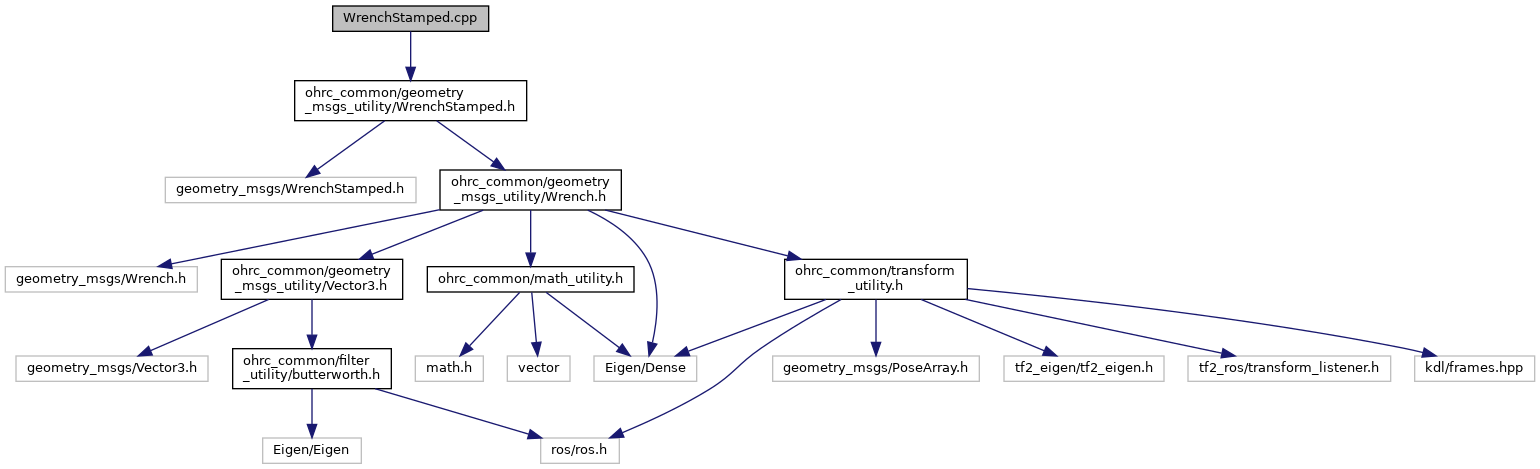 WrenchStamped.cpp
ohrc_common/geometry
_msgs_utility/WrenchStamped.h
geometry_msgs/WrenchStamped.h
ohrc_common/geometry
_msgs_utility/Wrench.h
geometry_msgs/Wrench.h
ohrc_common/geometry
_msgs_utility/Vector3.h
ohrc_common/math_utility.h
ohrc_common/transform
_utility.h
geometry_msgs/Vector3.h
ohrc_common/filter
_utility/butterworth.h
math.h
vector
Eigen/Dense
geometry_msgs/PoseArray.h
tf2_eigen/tf2_eigen.h
tf2_ros/transform_listener.h
kdl/frames.hpp
Eigen/Eigen
ros/ros.h